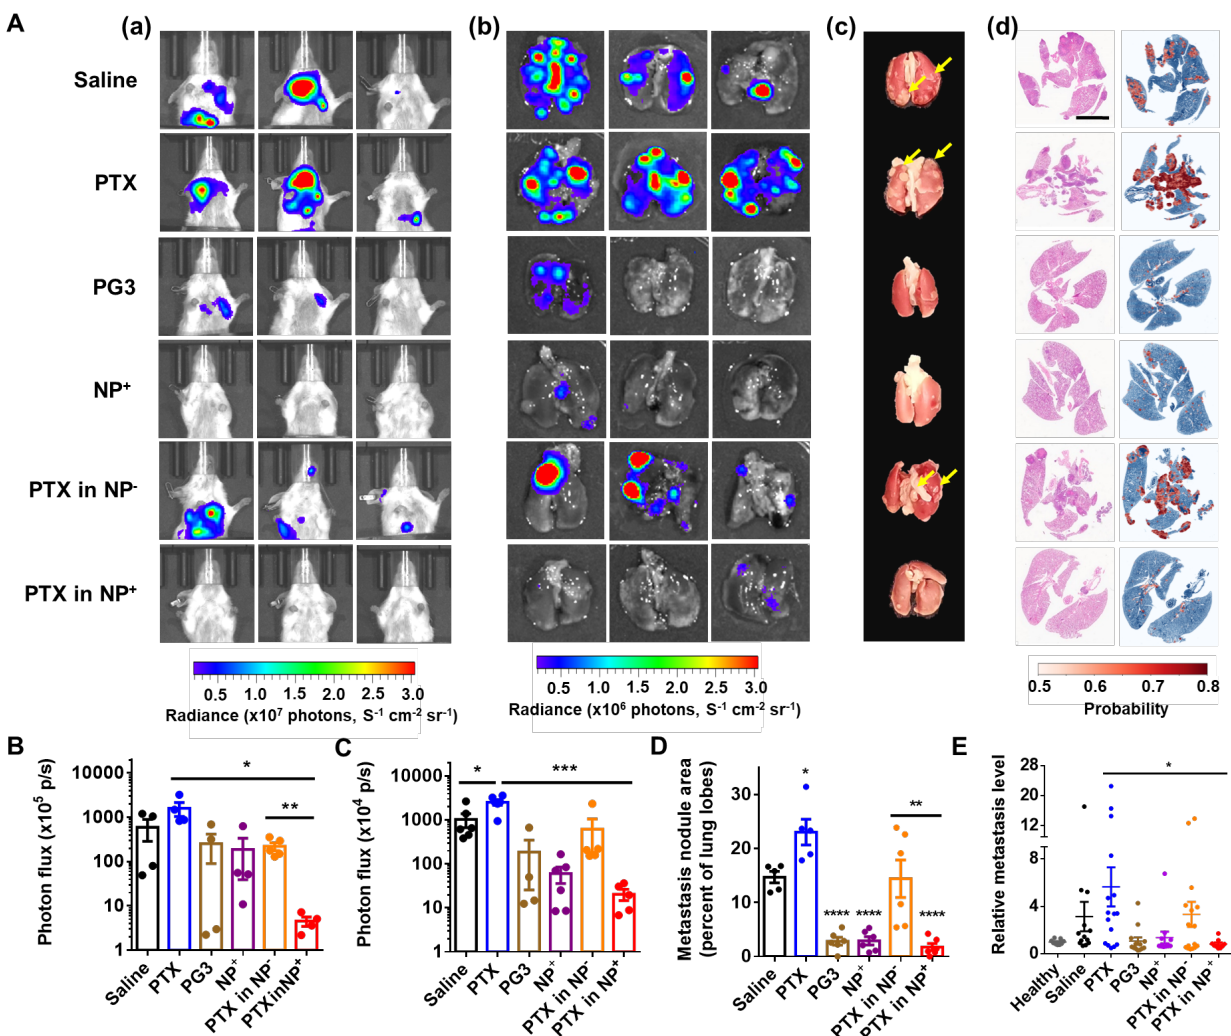 A
(a)
(b)
(c)
(d)
Saline
PTX
PG3
NP⁺
PTX in NP⁻
PTX in NP⁺
0.5 1.0 1.5 2.0 2.5 3.0
Radiance (x10⁷ photons, S⁻¹ cm⁻² sr⁻¹)
0.5 1.0 1.5 2.0 2.5 3.0
Radiance (x10⁶ photons, S⁻¹ cm⁻² sr⁻¹)
0.5 0.6 0.7 0.8
Probability
B
Photon flux (x10⁵ p/s)
10000
1000
100
10
1
*
**
Saline
PTX
PG3
NP⁺
PTX in NP⁻
PTX in NP⁺
C
Photon flux (x10⁴ p/s)
10000
1000
100
10
1
*
***
Saline
PTX
PG3
NP⁺
PTX in NP⁻
PTX in NP⁺
D
Metastasis nodule area
(percent of lung lobes)
30
20
10
0
*
**
****
****
****
Saline
PTX
PG3
NP⁺
PTX in NP⁻
PTX in NP⁺
E
Relative metastasis level
28
20
12
8
4
0
*
Healthy
Saline
PTX
PG3
NP⁺
PTX in NP⁻
PTX in NP⁺